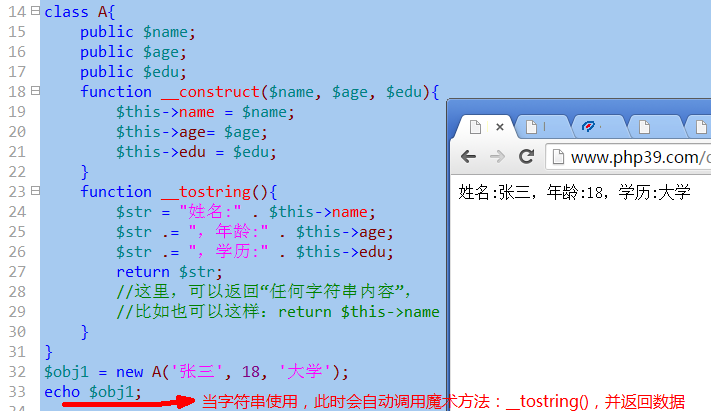 14 class A{
15 public $name;
16 public $age;
17 public $edu;
18 function __construct($name, $age, $edu){
19 $this->name = $name;
20 $this->age= $age;
21 $this->edu = $edu;
22 }
23 function __tostring(){
24 $str = "姓名:" . $this->name;
25 $str .= "，年龄:" . $this->age;
26 $str .= "，学历:" . $this->edu;
27 return $str;
28 //这里，可以返回“任何字符串内容”，
29 //比如也可以这样：return $this->name
30 }
31 }
32 $obj1 = new A('张三', 18, '大学');
33 echo $obj1;
当字符串使用，此时会自动调用魔术方法：__tostring()，并返回数据
www.php39.com/
姓名:张三，年龄:18，学历:大学